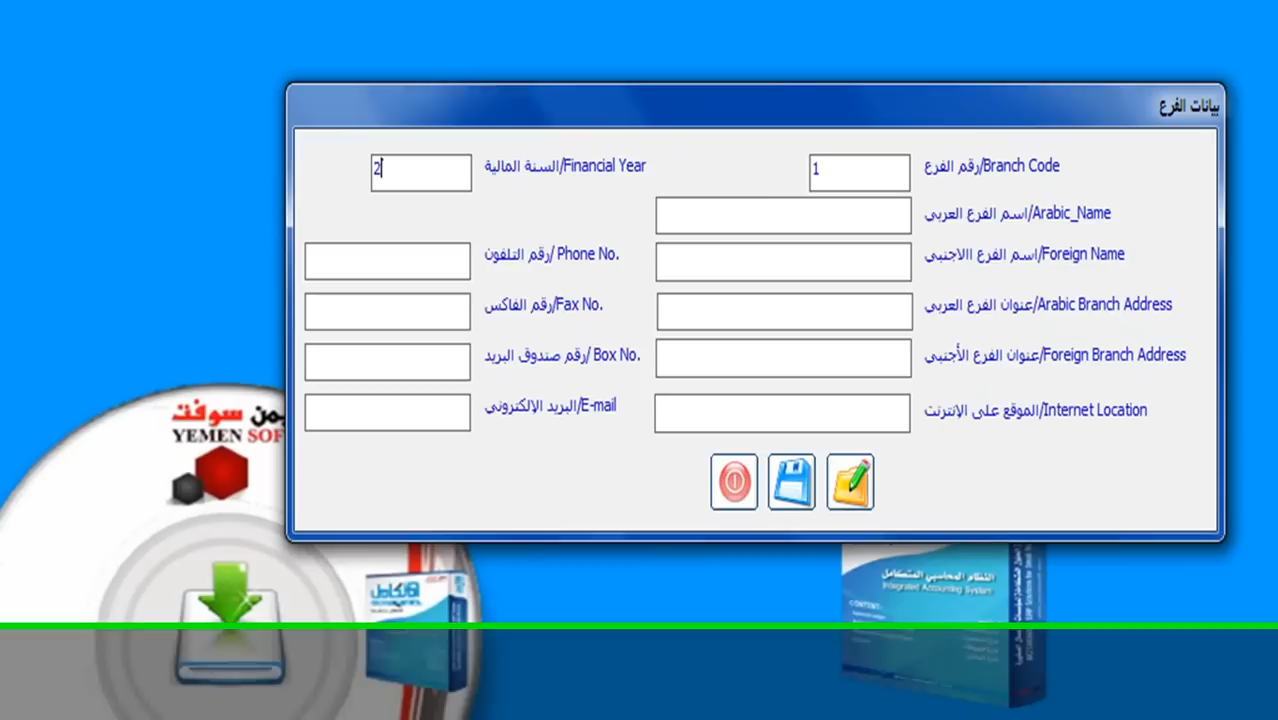 بيانات الفرع
رقم الفرع/Branch Code
1
السنة المالية/Financial Year
2
اسم الفرع العربي/Arabic_Name
اسم الفرع االاجنبي/Foreign Name
رقم التلفون/ Phone No.
عنوان الفرع العربي/Arabic Branch Address
رقم الفاكس/Fax No.
عنوان الفرع الأجنبي/Foreign Branch Address
رقم صندوق البريد/ Box No.
الموقع على الإنترنت/Internet Location
البريد الإلكتروني/E-mail
يمن سوفت
YEMEN SOF
المتكامل
النظام المحاسبي المتكامل
Integrated Accounting System
CONTENT: